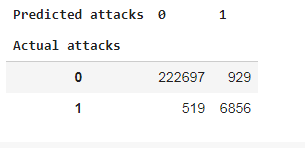 Predicted attacks 0 1
Actual attacks
0 222697 929
1 519 6856